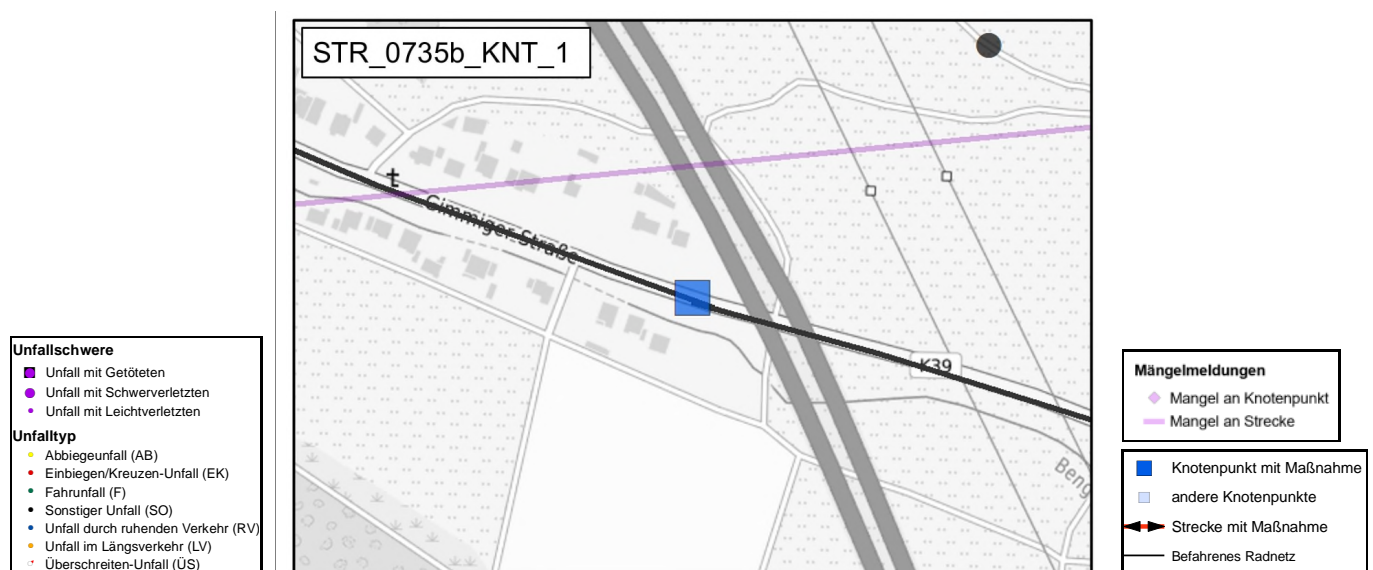 STR_0735b_KNT_1
Gimmiger Straße
K39
Beng
Unfallschwere
Unfall mit Getöteten
Unfall mit Schwerverletzten
Unfall mit Leichtverletzten
Unfalltyp
Abbiegeunfall (AB)
Einbiegen/Kreuzen-Unfall (EK)
Fahrunfall (F)
Sonstiger Unfall (SO)
Unfall durch ruhenden Verkehr (RV)
Unfall im Längsverkehr (LV)
Überschreiten-Unfall (ÜS)
Mängelmeldungen
Mangel an Knotenpunkt
Mangel an Strecke
Knotenpunkt mit Maßnahme
andere Knotenpunkte
Strecke mit Maßnahme
Befahrenes Radnetz